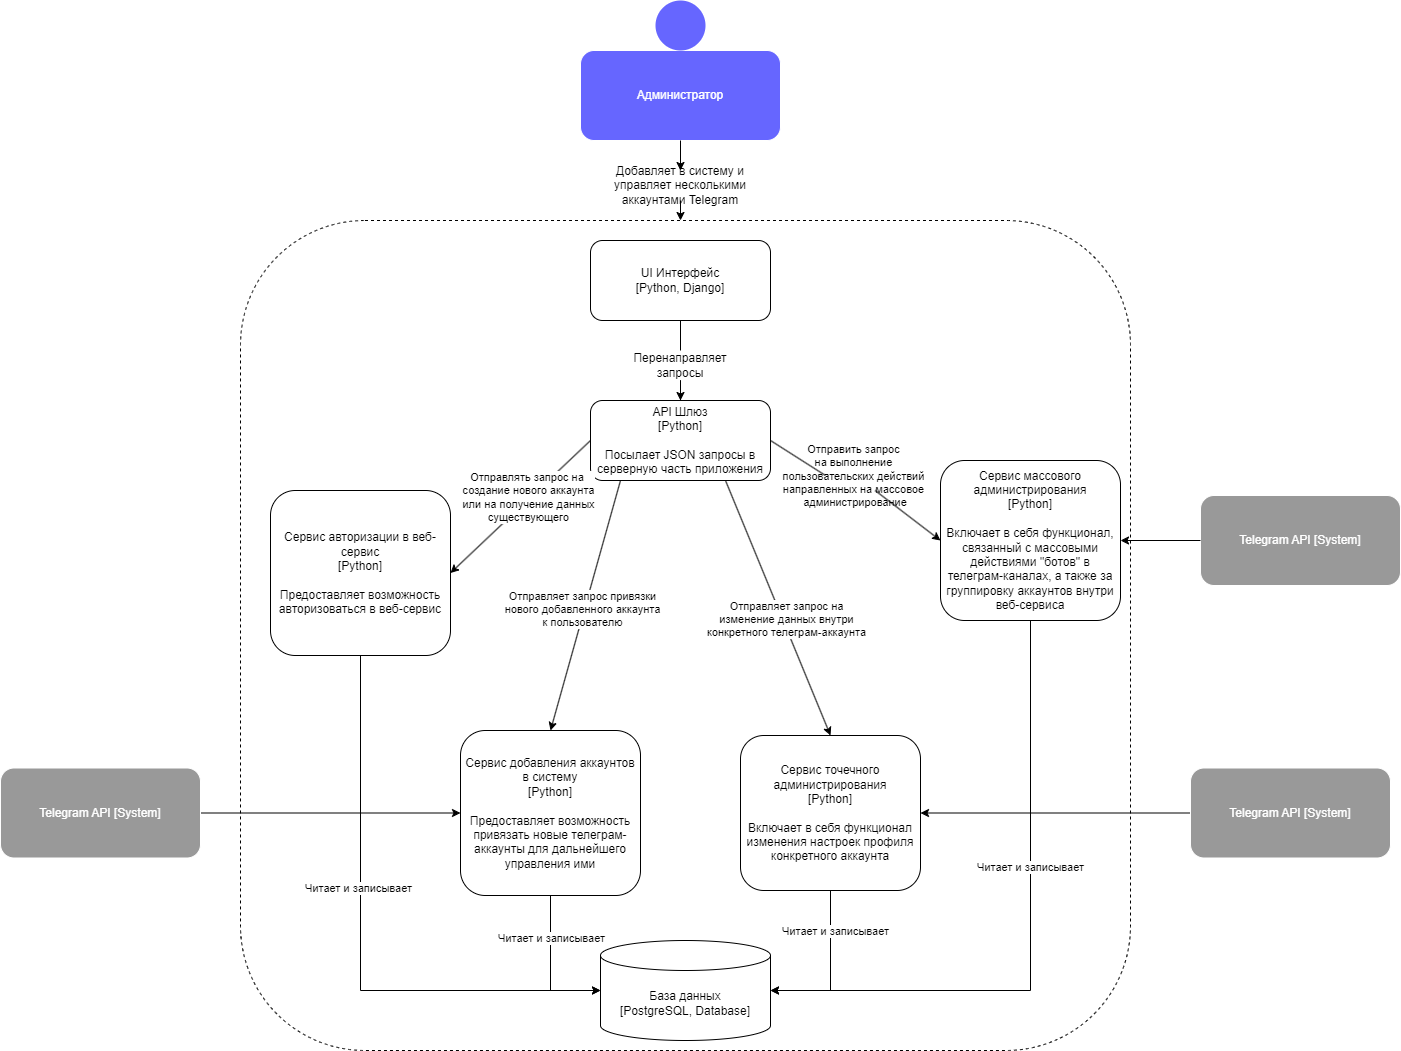 Администратор
Добавляет в систему и
управляет несколькими
аккаунтами Telegram
UI Интерфейс
[Python, Django]
Перенаправляет
запросы
API Шлюз
[Python]
Посылает JSON запросы в
серверную часть приложения
Отправлять запрос на
создание нового аккаунта
или на получение данных
существующего
Отправить запрос
на выполнение
пользовательских действий
направленных на массовое
администрирование
Сервис авторизации в веб-
сервис
[Python]
Предоставляет возможность
авторизоваться в веб-сервис
Сервис массового
администрирования
[Python]
Включает в себя функционал,
связанный с массовыми
действиями "ботов" в
телеграм-каналах, а также за
группировку аккаунтов внутри
веб-сервиса
Telegram API [System]
Отправляет запрос привязки
нового добавленного аккаунта
к пользователю
Отправляет запрос на
изменение данных внутри
конкретного телеграм-аккаунта
Telegram API [System]
Сервис добавления аккаунтов
в систему
[Python]
Предоставляет возможность
привязать новые телеграм-
аккаунты для дальнейшего
управления ими
Сервис точечного
администрирования
[Python]
Включает в себя функционал
изменения настроек профиля
конкретного аккаунта
Telegram API [System]
Читает и записывает
Читает и записывает
Читает и записывает
Читает и записывает
База данных
[PostgreSQL, Database]